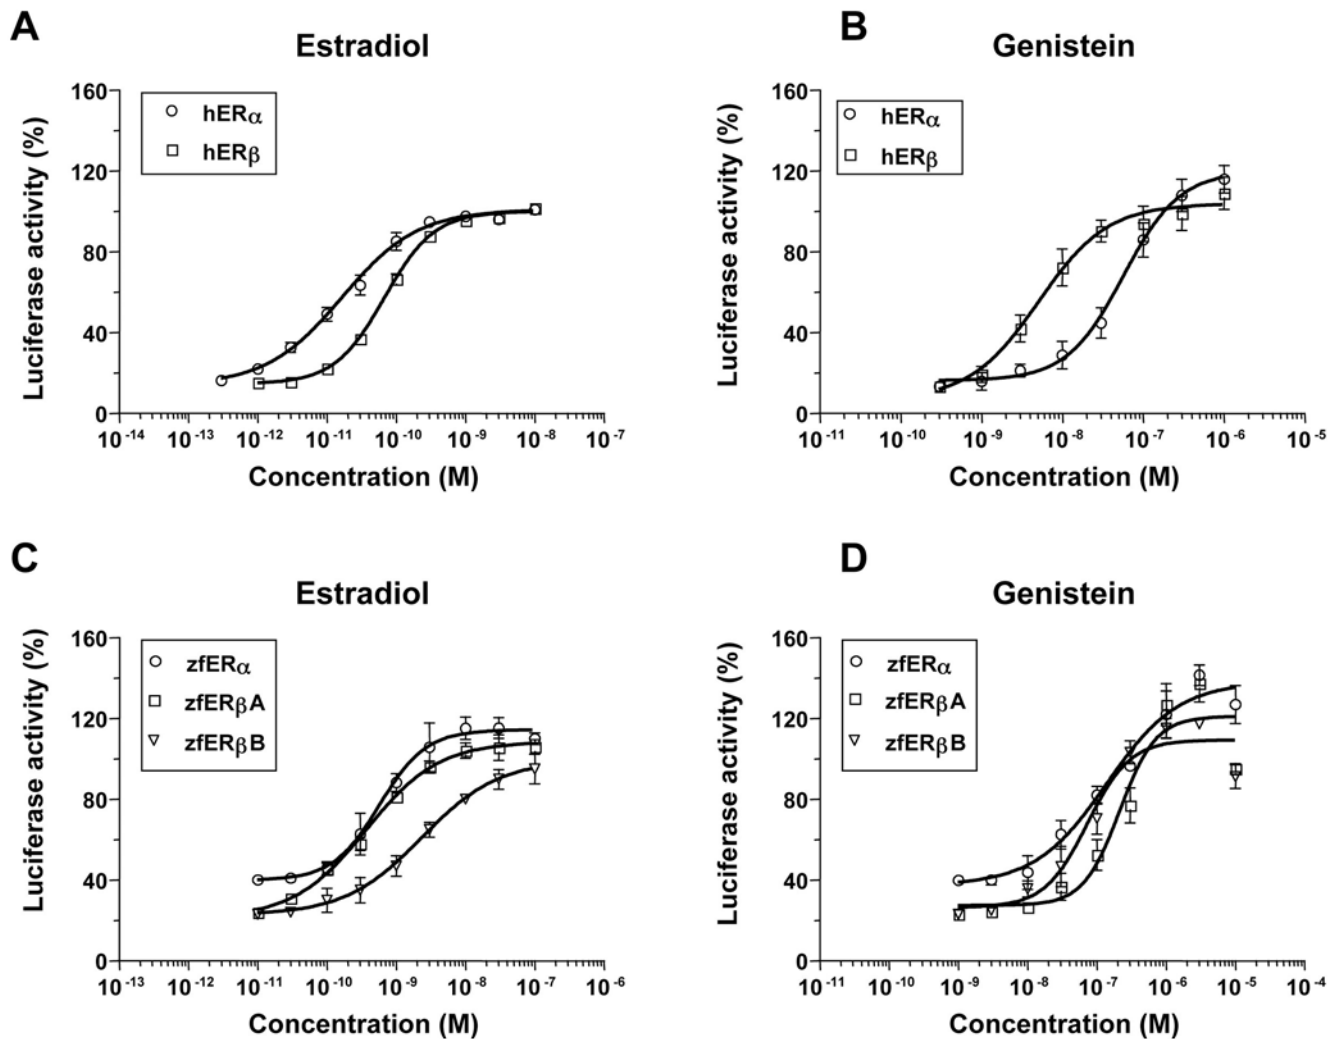 A
Estradiol
Luciferase activity (%)
160
120
80
40
0
hERα
hERβ
10-14 10-13 10-12 10-11 10-10 10-9 10-8 10-7
Concentration (M)
B
Genistein
Luciferase activity (%)
160
120
80
40
0
hERα
hERβ
10-11 10-10 10-9 10-8 10-7 10-6 10-5
Concentration (M)
C
Estradiol
Luciferase activity (%)
160
120
80
40
0
zfERα
zfERβA
zfERβB
10-13 10-12 10-11 10-10 10-9 10-8 10-7 10-6
Concentration (M)
D
Genistein
Luciferase activity (%)
160
120
80
40
0
zfERα
zfERβA
zfERβB
10-11 10-10 10-9 10-8 10-7 10-6 10-5 10-4
Concentration (M)